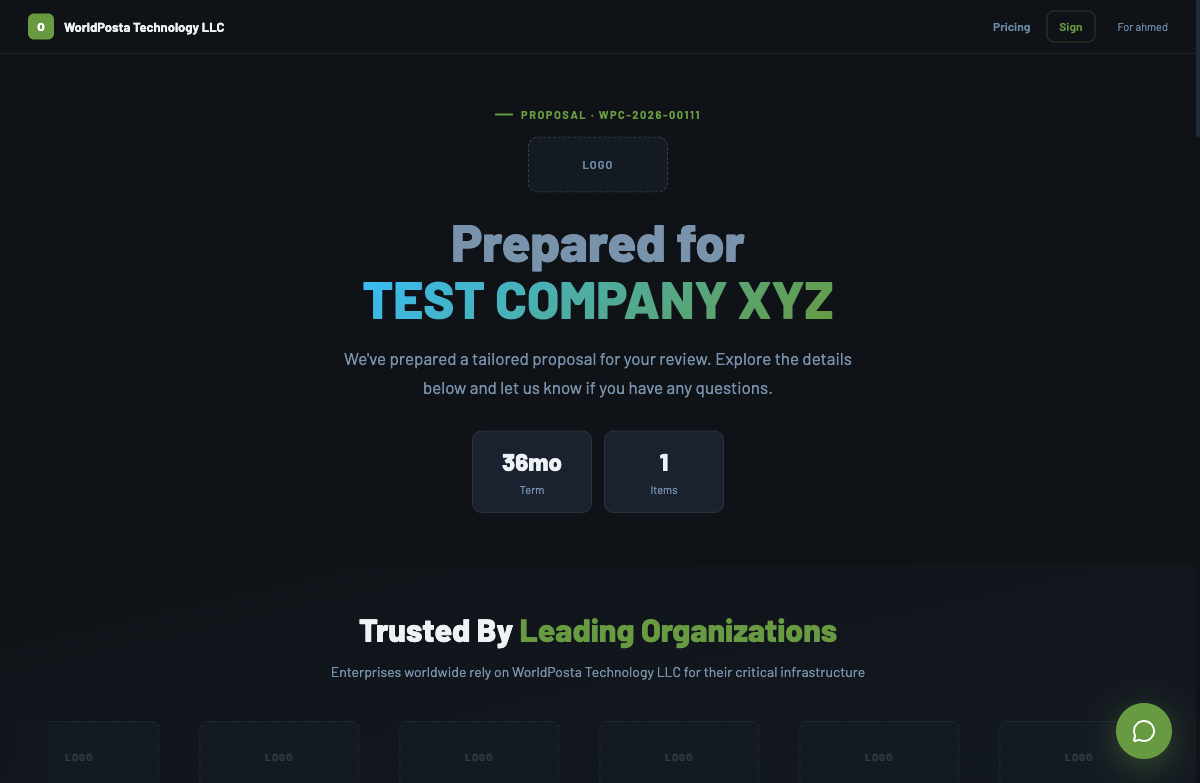 O WorldPosta Technology LLC Pricing Sign For ahmed
PROPOSAL · WPC-2026-00111
LOGO
Prepared for
TEST COMPANY XYZ
We've prepared a tailored proposal for your review. Explore the details
below and let us know if you have any questions.
36mo 1
Term Items
Trusted By Leading Organizations
Enterprises worldwide rely on WorldPosta Technology LLC for their critical infrastructure
LOGO LOGO LOGO LOGO LOGO LOGO